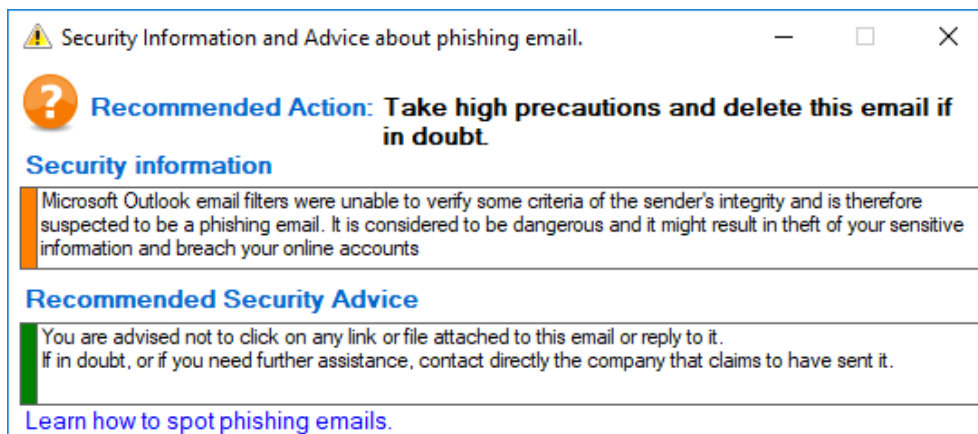 Security Information and Advice about phishing email.
Recommended Action: Take high precautions and delete this email if
in doubt.
Security information
Microsoft Outlook email filters were unable to verify some criteria of the sender's integrity and is therefore
suspected to be a phishing email. It is considered to be dangerous and it might result in theft of your sensitive
information and breach your online accounts
Recommended Security Advice
You are advised not to click on any link or file attached to this email or reply to it.
If in doubt, or if you need further assistance, contact directly the company that claims to have sent it.
Learn how to spot phishing emails.